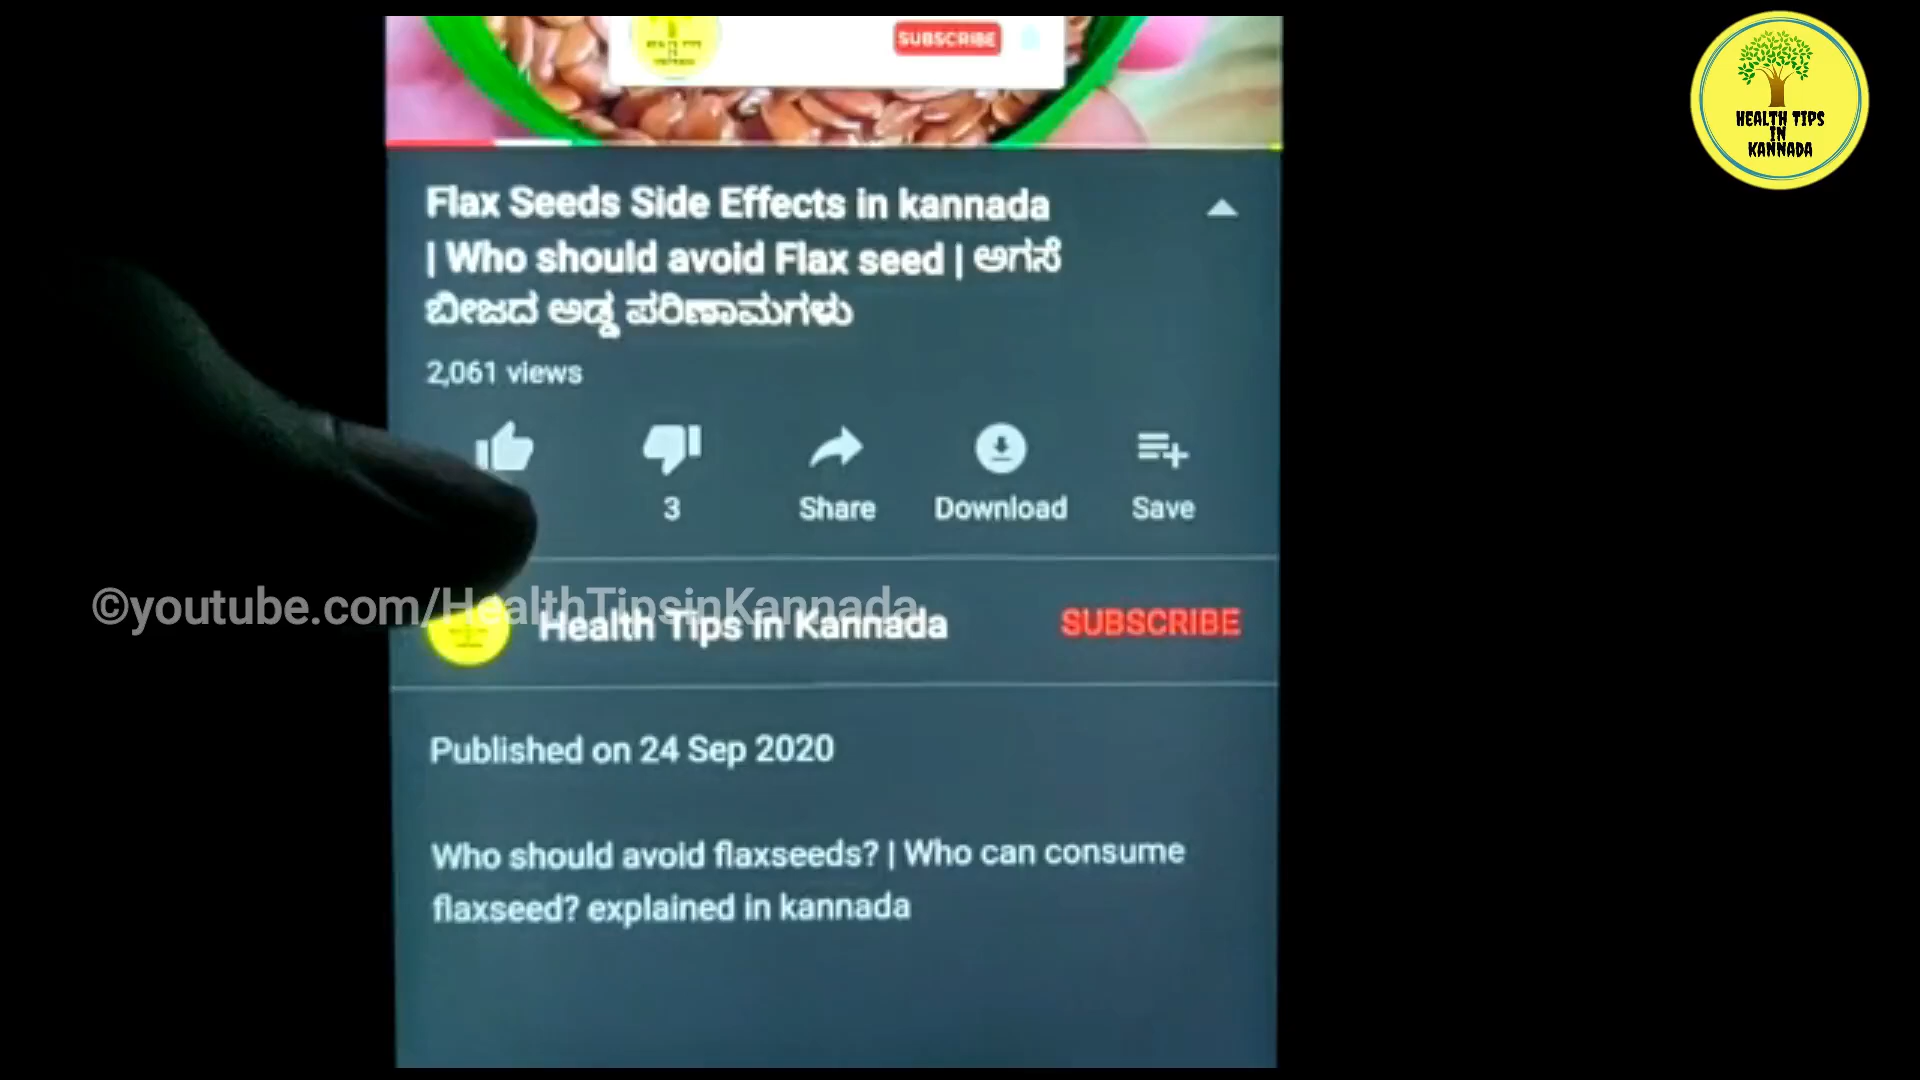 SUBSCRIBE
HEALTH TIPS
IN
KANNADA
Flax Seeds Side Effects in kannada
| Who should avoid Flax seed | ಅಗಸೆ
ಬೀಜದ ಅಡ್ಡ ಪರಿಣಾಮಗಳು
2,061 views
3
Share
Download
Save
©youtube.com/HealthTipsinKannada
Health Tips in Kannada
SUBSCRIBE
Published on 24 Sep 2020
Who should avoid flaxseeds? | Who can consume
flaxseed? explained in kannada